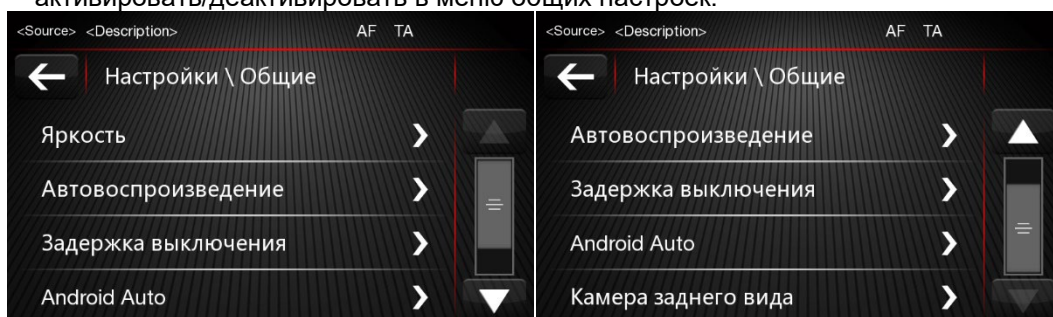 активировать/деактивировать в меню общих настроек.
<Source> <Description> AF TA
Настройки \ Общие
Яркость
Автовоспроизведение
Задержка выключения
Android Auto
<Source> <Description> AF TA
Настройки \ Общие
Автовоспроизведение
Задержка выключения
Android Auto
Камера заднего вида